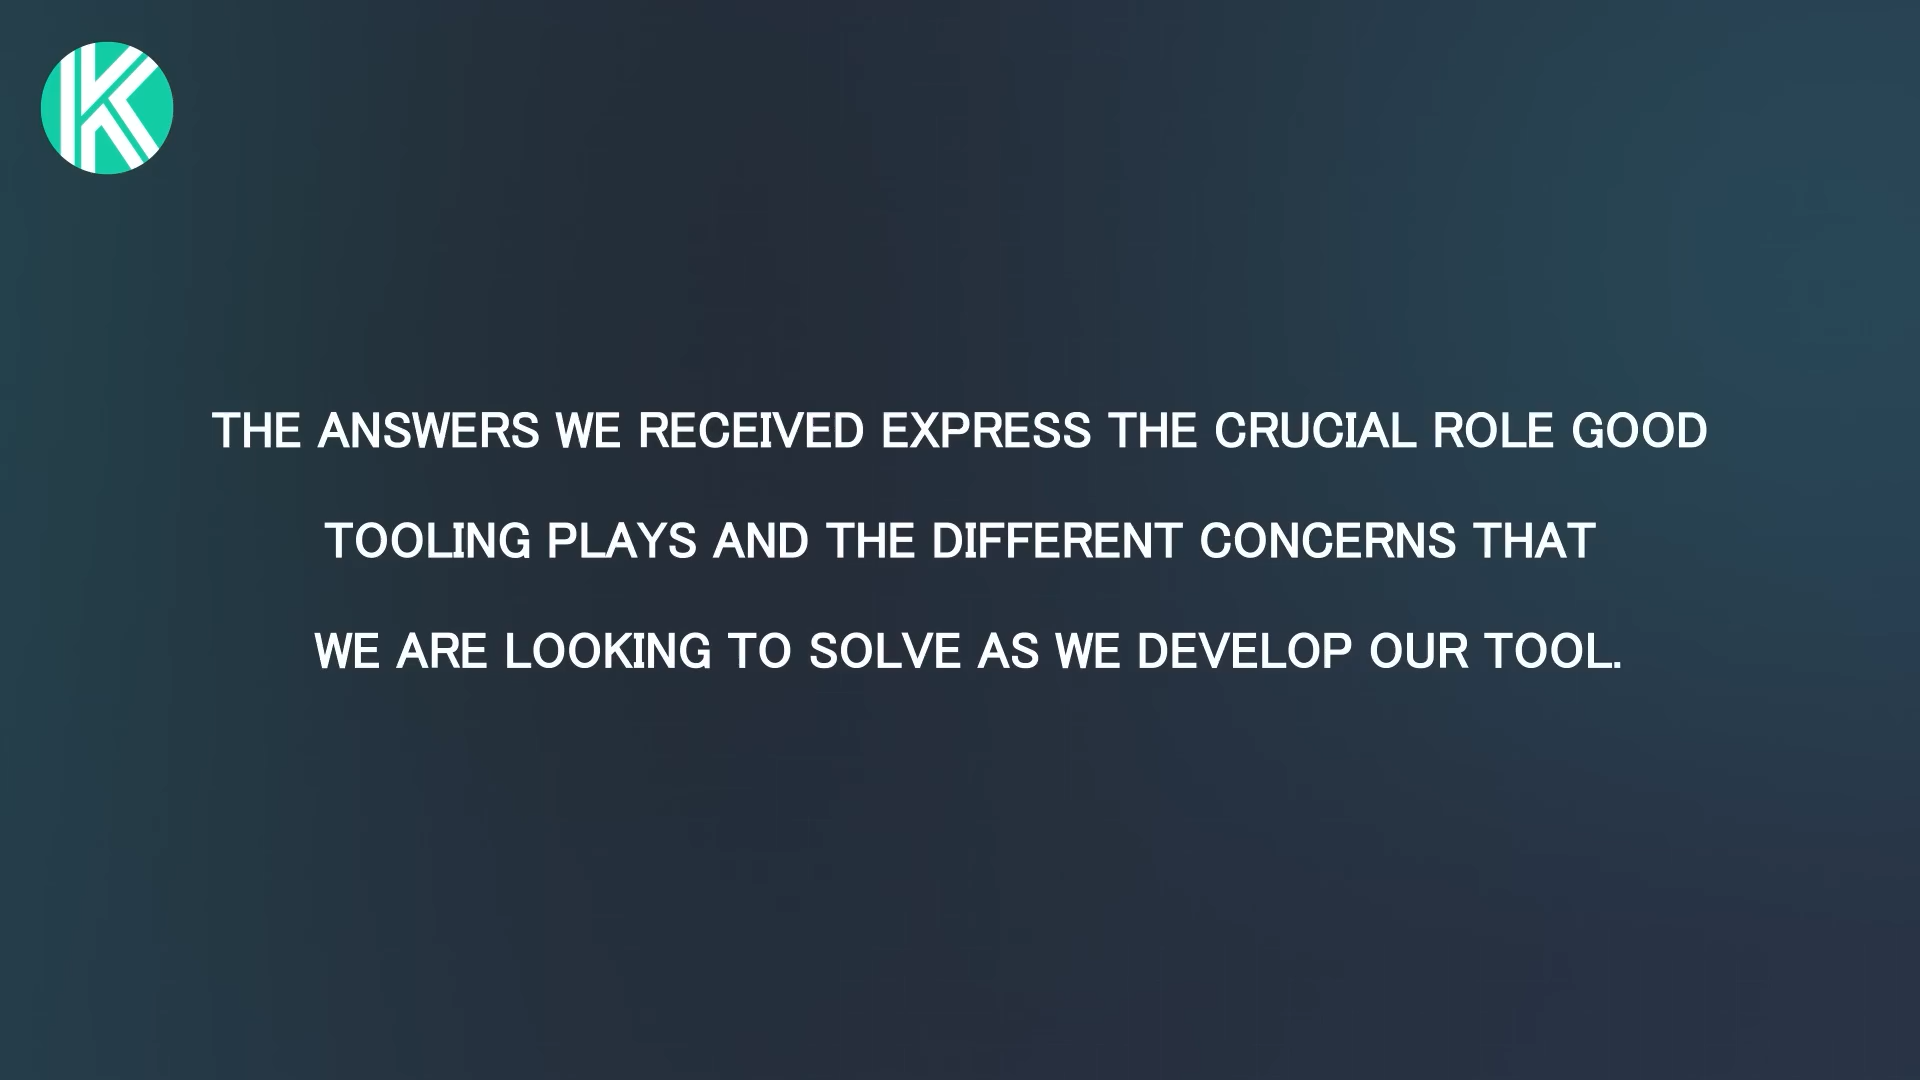 K
THE ANSWERS WE RECEIVED EXPRESS THE CRUCIAL ROLE GOOD
TOOLING PLAYS AND THE DIFFERENT CONCERNS THAT
WE ARE LOOKING TO SOLVE AS WE DEVELOP OUR TOOL.